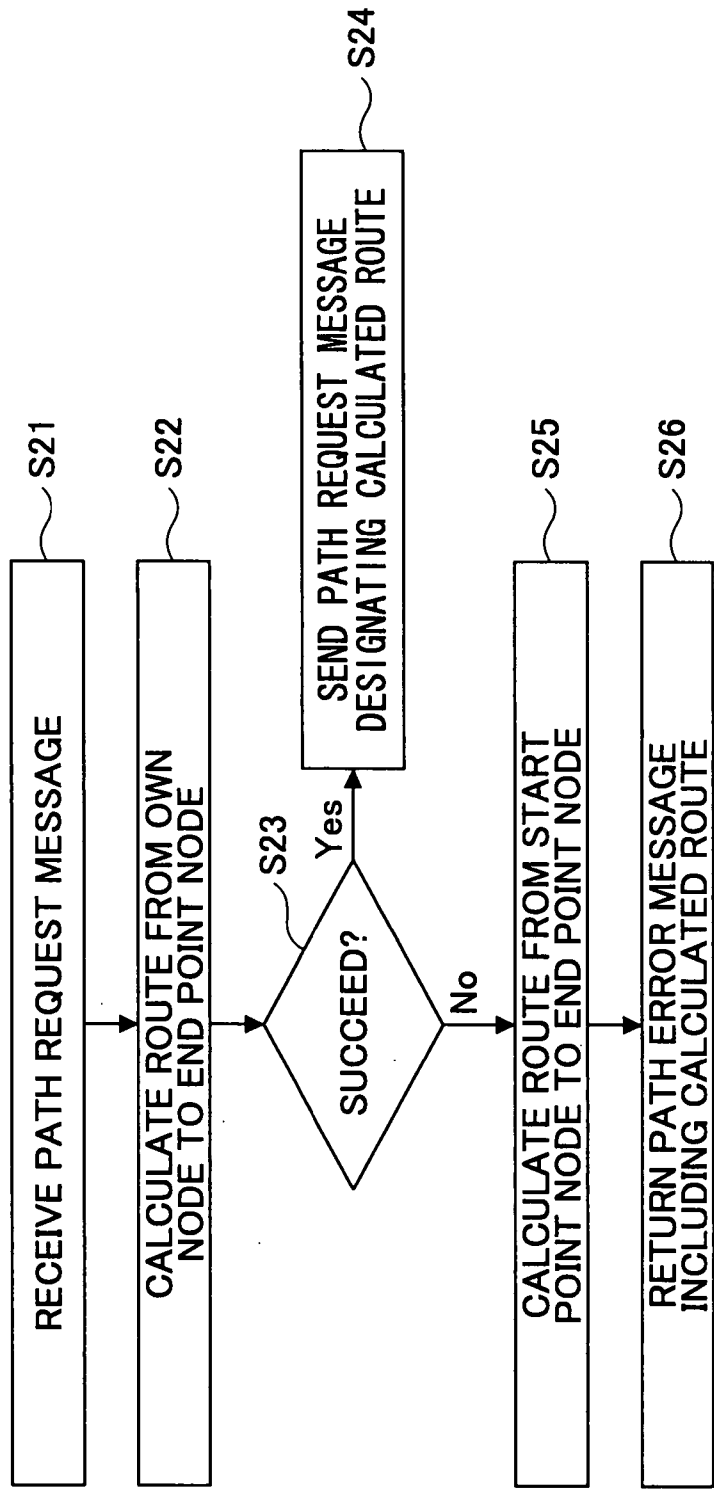 RECEIVE PATH REQUEST MESSAGE
S21
CALCULATE ROUTE FROM OWN
NODE TO END POINT NODE
S22
SUCCEED?
S23
Yes
SEND PATH REQUEST MESSAGE
DESIGNATING CALCULATED ROUTE
S24
No
CALCULATE ROUTE FROM START
POINT NODE TO END POINT NODE
S25
RETURN PATH ERROR MESSAGE
INCLUDING CALCULATED ROUTE
S26